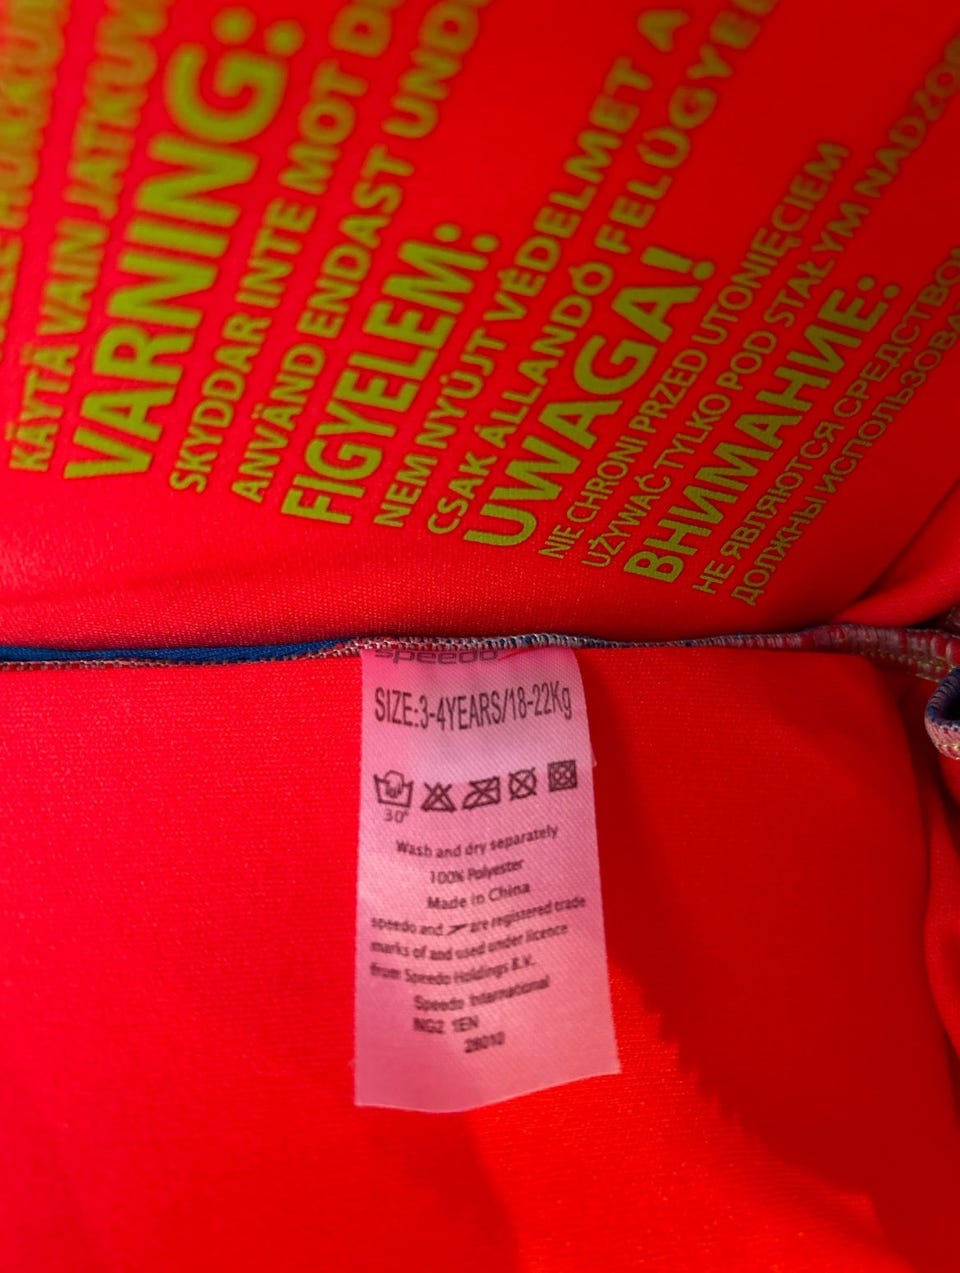 KÄYTÄ VAIN JATKUV
VARNING:
SKYDDAR INTE MOT D
ANVÄND ENDAST UNDE
FIGYELEM:
NEM NYÚJT VÉDELMET A
CSAK ÁLLANDÓ FELÜGYE
UWAGA!
NIE CHRONI PRZED UTONIĘCIEM
UŻYWAĆ TYLKO POD STAŁYM NADZO
ВНИМАНИЕ:
НЕ ЯВЛЯЮТСЯ СРЕДСТВО
ДОЛЖНЫ ИСПОЛЬЗОВА
speedo
SIZE:3-4YEARS/18-22Kg
30°
Wash and dry separately
100% Polyester
Made in China
speedo and are registered trade
marks of and used under licence
from Speedo Holdings B.V.
Speedo International
NG2 1EN
28010